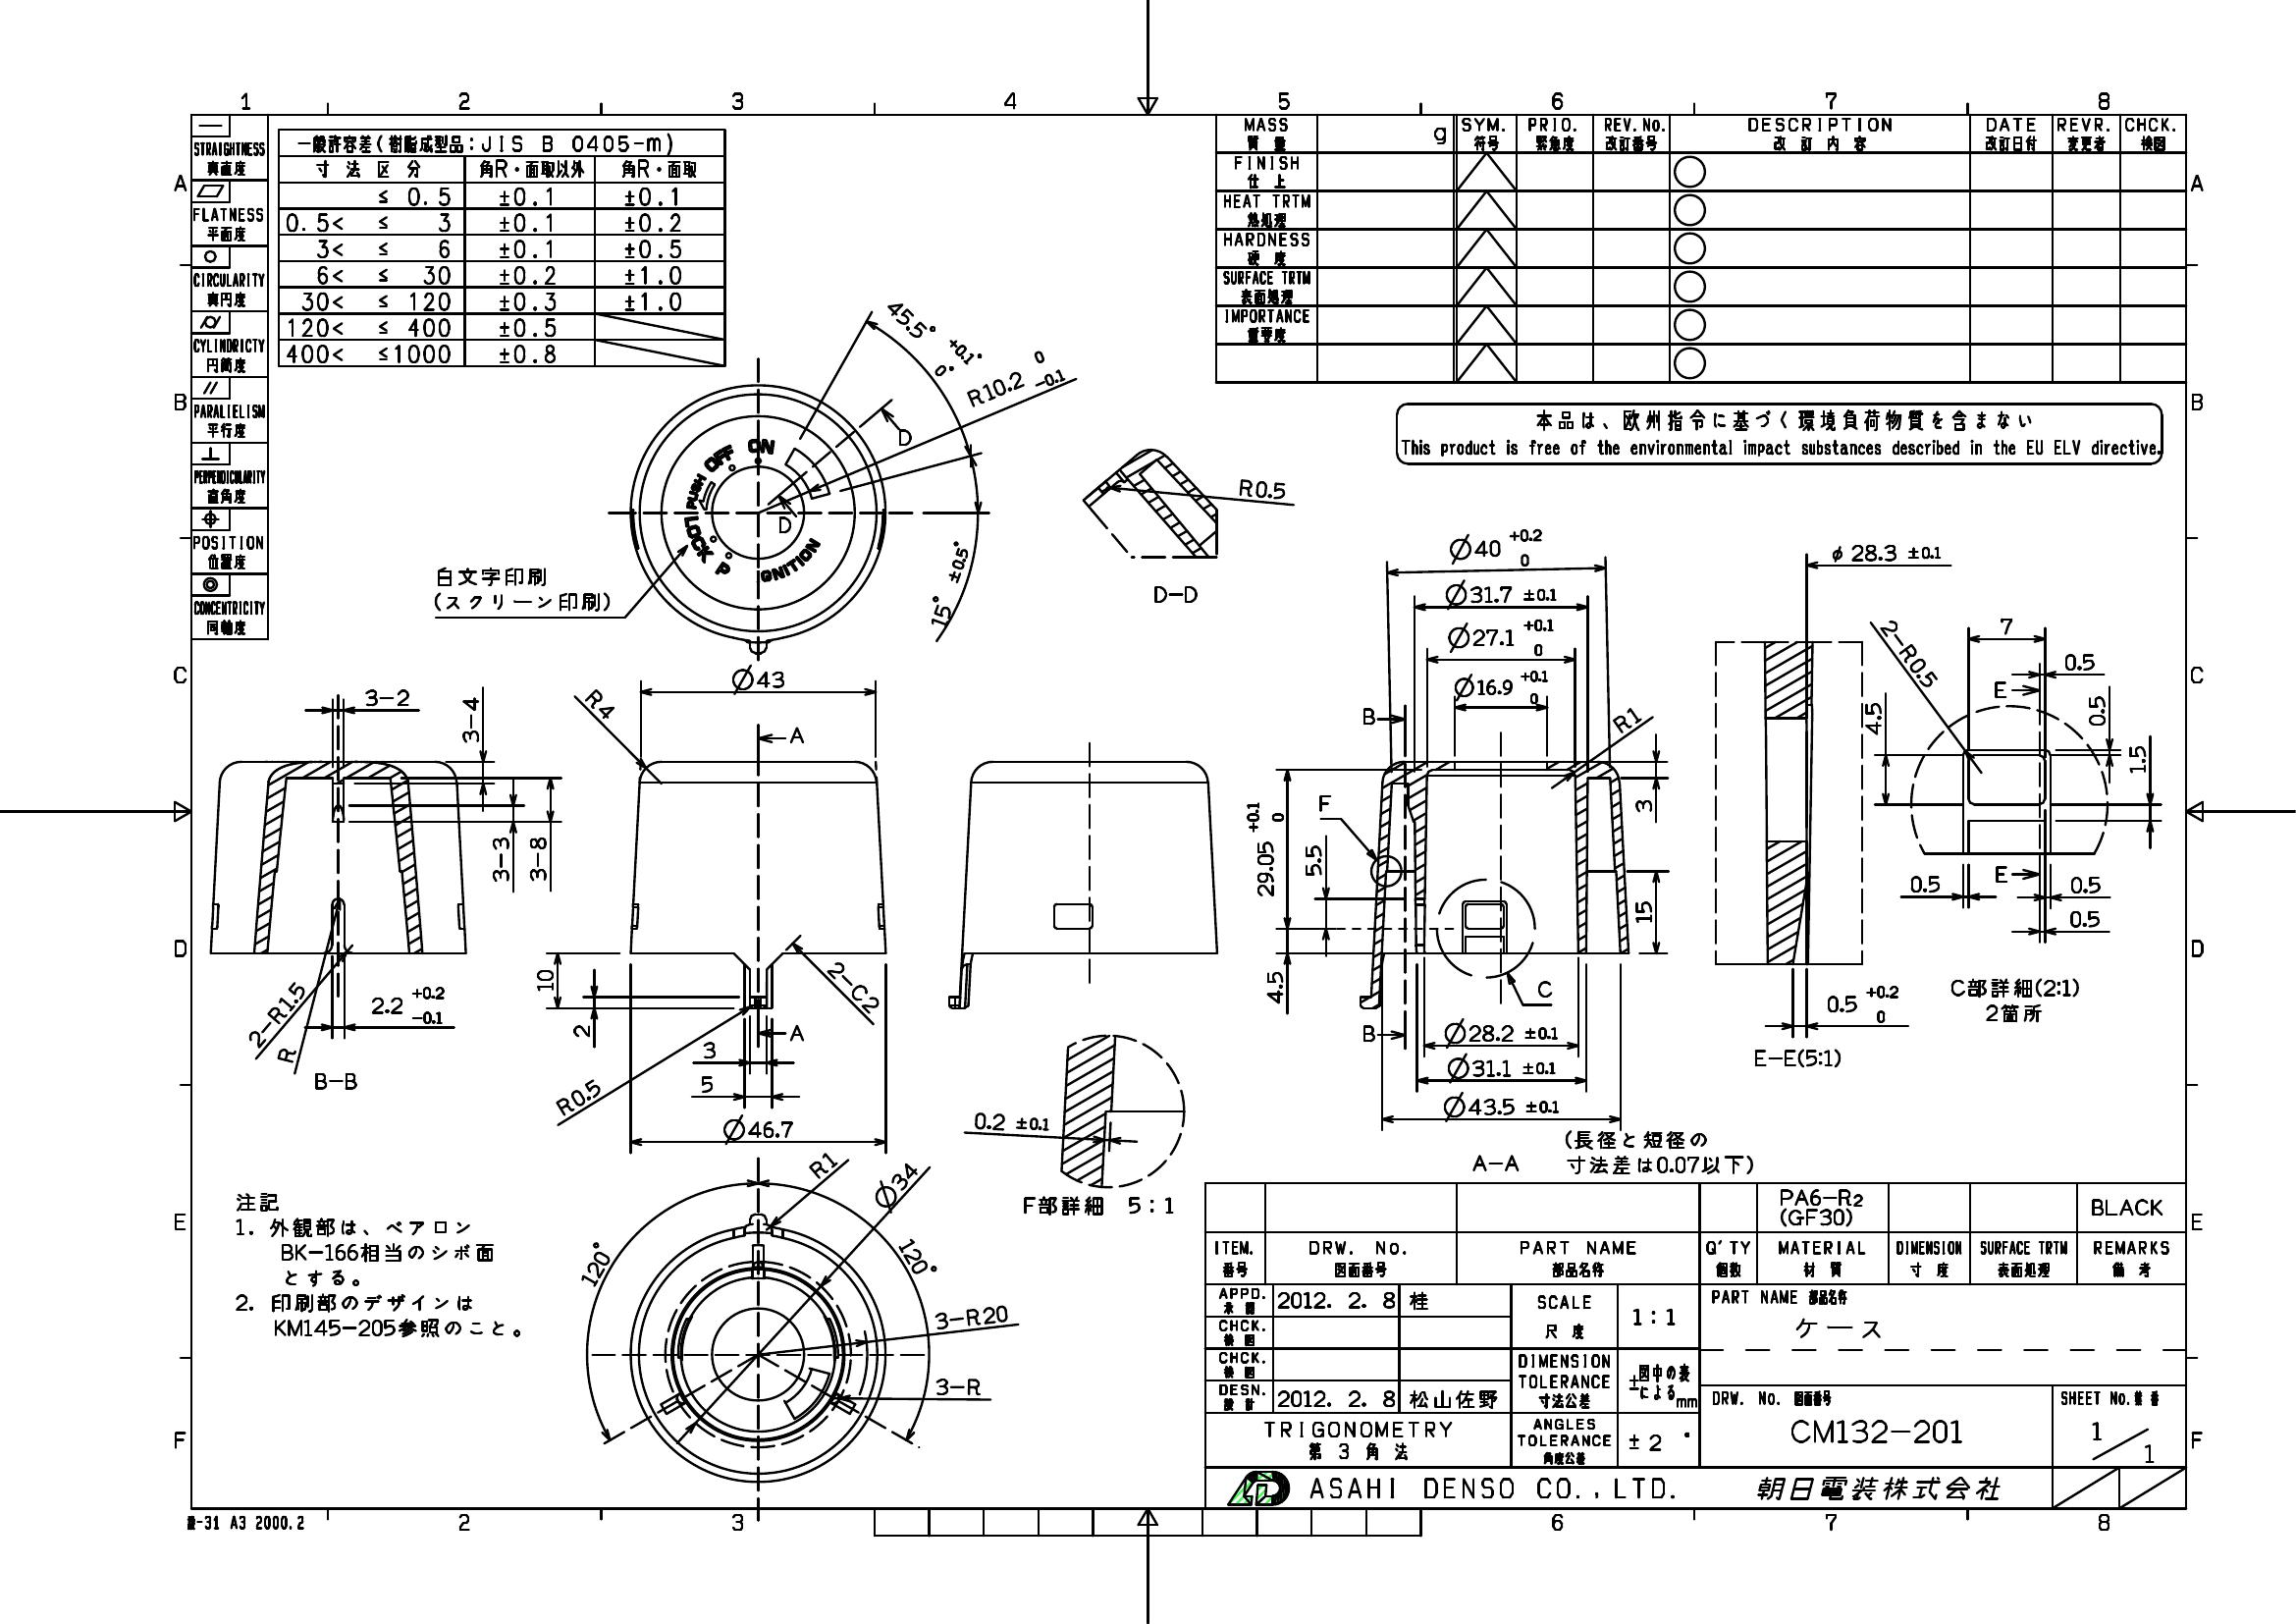 1 2 3 4 5 6 7 8
A B C D E F
STRAIGHTNESS
真直度
FLATNESS
平面度
CIRCULARITY
真円度
CYLINDRICTY
円筒度
PARALIELISM
平行度
PERPENDICULARITY
直角度
POSITION
位置度
CONCENTRICITY
同軸度
一般許容差(樹脂成型品:JIS B 0405-m)
寸法区分 角R・面取以外 角R・面取
≤ 0.5 ±0.1 ±0.1
0.5< ≤ 3 ±0.1 ±0.2
3< ≤ 6 ±0.1 ±0.5
6< ≤ 30 ±0.2 ±1.0
30< ≤ 120 ±0.3 ±1.0
120< ≤ 400 ±0.5
400< ≤1000 ±0.8
MASS g SYM. PRIO. REV.No. DESCRIPTION DATE REVR. CHCK.
質量 符号 緊急度 改訂番号 改訂内容 改訂日付 変更者 検図
FINISH
仕上
HEAT TRTM
熱処理
HARDNESS
硬度
SURFACE TRTM
表面処理
IMPORTANCE
重要度
本品は、欧州指令に基づく環境負荷物質を含まない
This product is free of the environmental impact substances described in the EU ELV directive.
45.5° +0.1° 0°
R10.2 0 -0.1
D
D
15° ±0.5°
ON
OFF
PUSH
LOCK
P
IGNITION
白文字印刷
(スクリーン印刷)
R0.5
D-D
3-2
3-4
3-3
3-8
2-R1.5
R
2.2 +0.2 -0.1
B-B
R4
Ø43
A
A
10
2
2-C2
R0.5
3
5
Ø46.7
0.2 ±0.1
F部詳細 5:1
Ø40 +0.2 0
Ø31.7 ±0.1
Ø27.1 +0.1 0
Ø16.9 +0.1 0
B
B
R1
F
3
29.05 +0.1 0
5.5
4.5
15
C
Ø28.2 ±0.1
Ø31.1 ±0.1
Ø43.5 ±0.1
(長径と短径の
寸法差は0.07以下)
A-A
φ28.3 ±0.1
0.5 +0.2 0
E-E(5:1)
2-R0.5
7
0.5
E
4.5
0.5
1.5
0.5
E
0.5
0.5
C部詳細(2:1)
2箇所
R1
Ø34
120°
120°
3-R20
3-R
注記
1. 外観部は、ベアロン
BK-166相当のシボ面
とする。
2. 印刷部のデザインは
KM145-205参照のこと。
PA6-R2
(GF30)
BLACK
ITEM. DRW. No. PART NAME Q'TY MATERIAL DIMENSION SURFACE TRTM REMARKS
番号 図面番号 部品名称 個数 材質 寸度 表面処理 備考
APPD. 承認 2012. 2. 8 桂
CHCK. 検図
CHCK. 検図
DESN. 設計 2012. 2. 8 松山佐野
TRIGONOMETRY
第3角法
SCALE
尺度
1:1
DIMENSION
TOLERANCE
寸法公差
±図中の表
による mm
ANGLES
TOLERANCE
角度公差
±2°
PART NAME 部品名称
ケース
DRW. No. 図面番号
CM132-201
SHEET No.葉番
1/1
ASAHI DENSO CO.,LTD. 朝日電装株式会社
-31 A3 2000.2
2 3 6 7 8